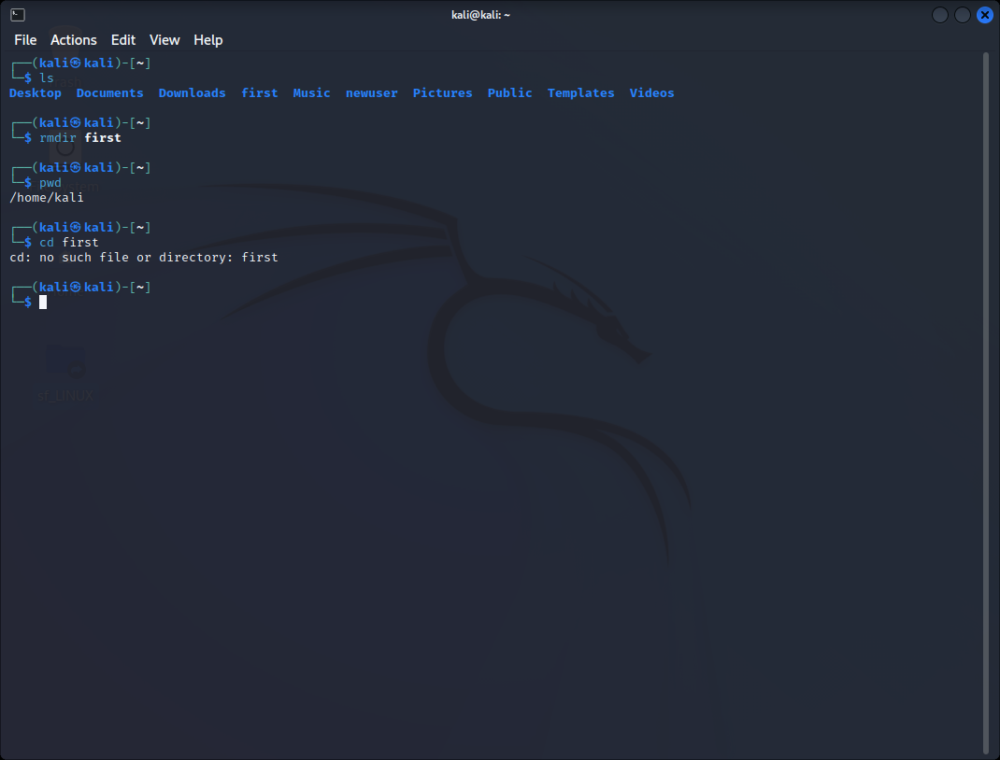 kali@kali: ~
File Actions Edit View Help
┌──(kali㉿kali)-[~]
└─$ ls
Desktop Documents Downloads first Music newuser Pictures Public Templates Videos
┌──(kali㉿kali)-[~]
└─$ rmdir first
┌──(kali㉿kali)-[~]
└─$ pwd
/home/kali
┌──(kali㉿kali)-[~]
└─$ cd first
cd: no such file or directory: first
┌──(kali㉿kali)-[~]
└─$